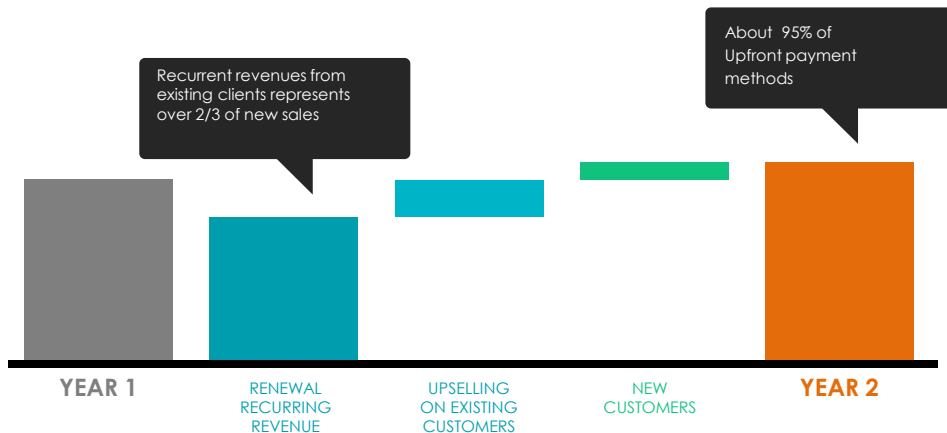 About 95% of
Upfront payment
methods
Recurrent revenues from
existing clients represents
over 2/3 of new sales
YEAR 1
RENEWAL
RECURRING
REVENUE
UPSELLING
ON EXISTING
CUSTOMERS
NEW
CUSTOMERS
YEAR 2